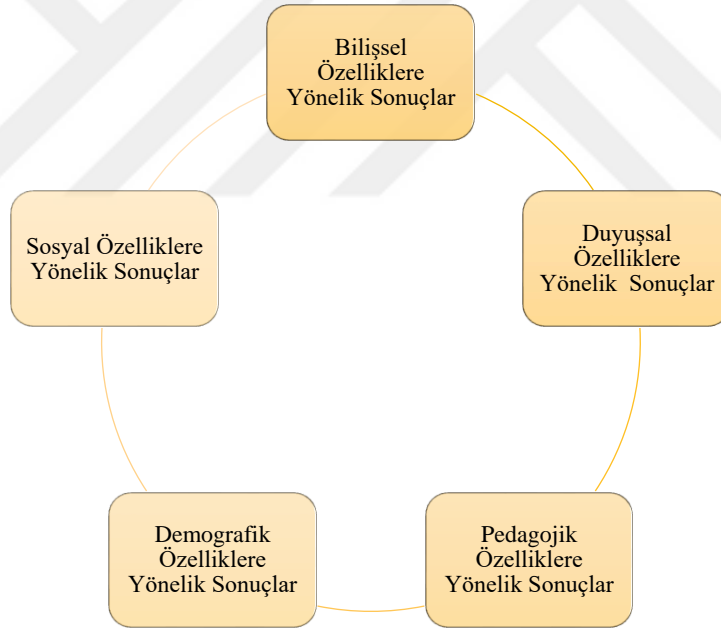 Bilişsel
Özelliklere
Yönelik Sonuçlar
Duyuşsal
Özelliklere
Yönelik Sonuçlar
Pedagojik
Özelliklere
Yönelik Sonuçlar
Demografik
Özelliklere
Yönelik Sonuçlar
Sosyal Özelliklere
Yönelik Sonuçlar